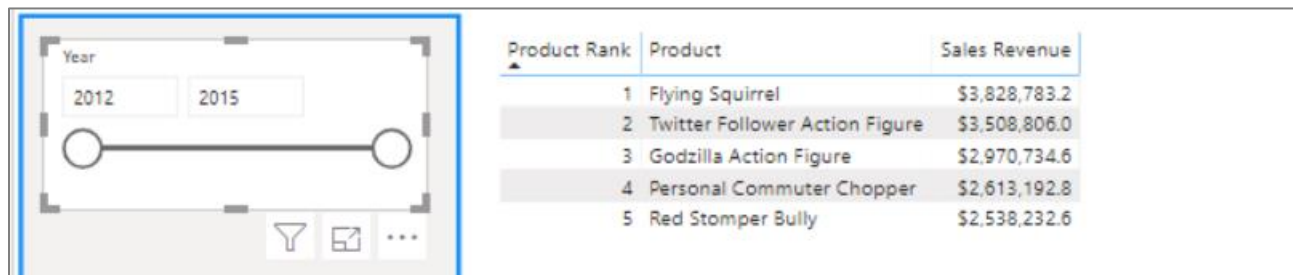 Year
2012 2015
Product Rank Product Sales Revenue
1 Flying Squirrel $3,828,783.2
2 Twitter Follower Action Figure $3,508,806.0
3 Godzilla Action Figure $2,970,734.6
4 Personal Commuter Chopper $2,613,192.8
5 Red Stomper Bully $2,538,232.6